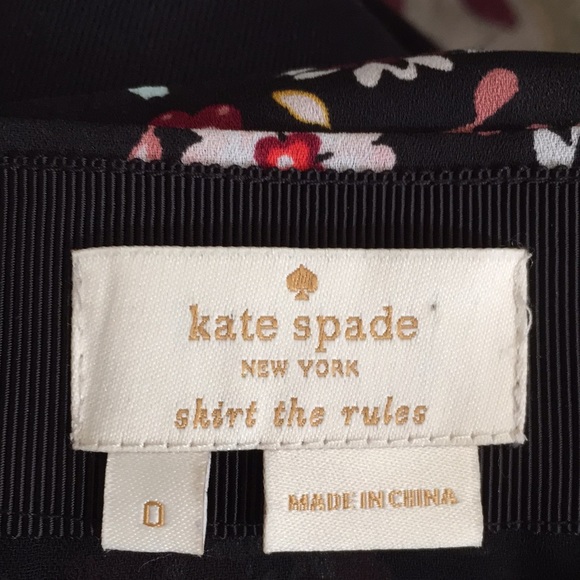 kate spade
NEW YORK
skirt the rules
0
MADE IN CHINA